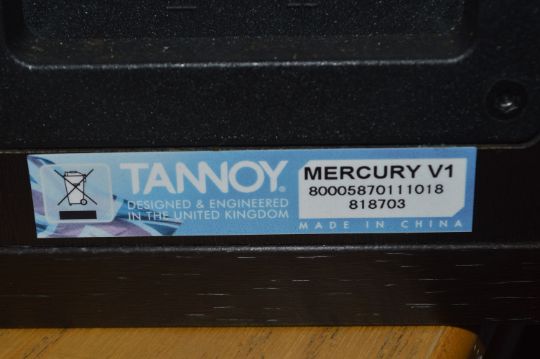 TANNOY®
DESIGNED & ENGINEERED
IN THE UNITED KINGDOM
MERCURY V1
80005870111018
818703
MADE IN CHINA